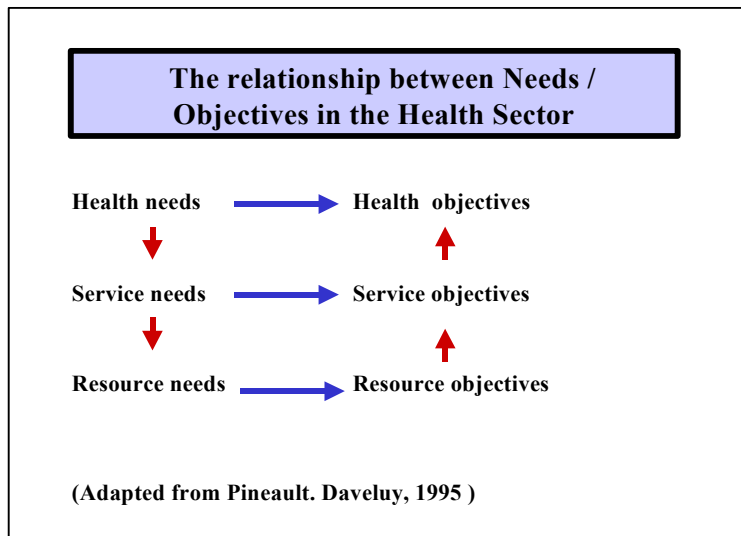 The relationship between Needs /
Objectives in the Health Sector
Health needs Health objectives
Service needs Service objectives
Resource needs Resource objectives
(Adapted from Pineault. Daveluy, 1995 )